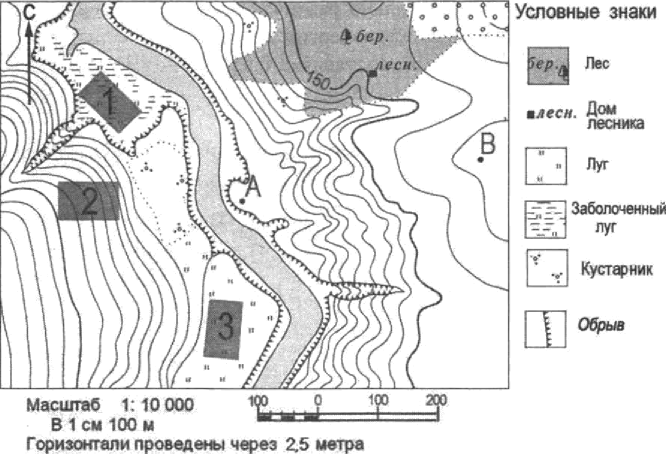 С
бер.
лесн.
150
1
2
3
А
В
Условные знаки
бер.
Лес
лесн.
Дом
лесника
Луг
Заболоченный
луг
Кустарник
Обрыв
Масштаб 1: 10 000
В 1 см 100 м
Горизонтали проведены через 2,5 метра
100 0 100 200